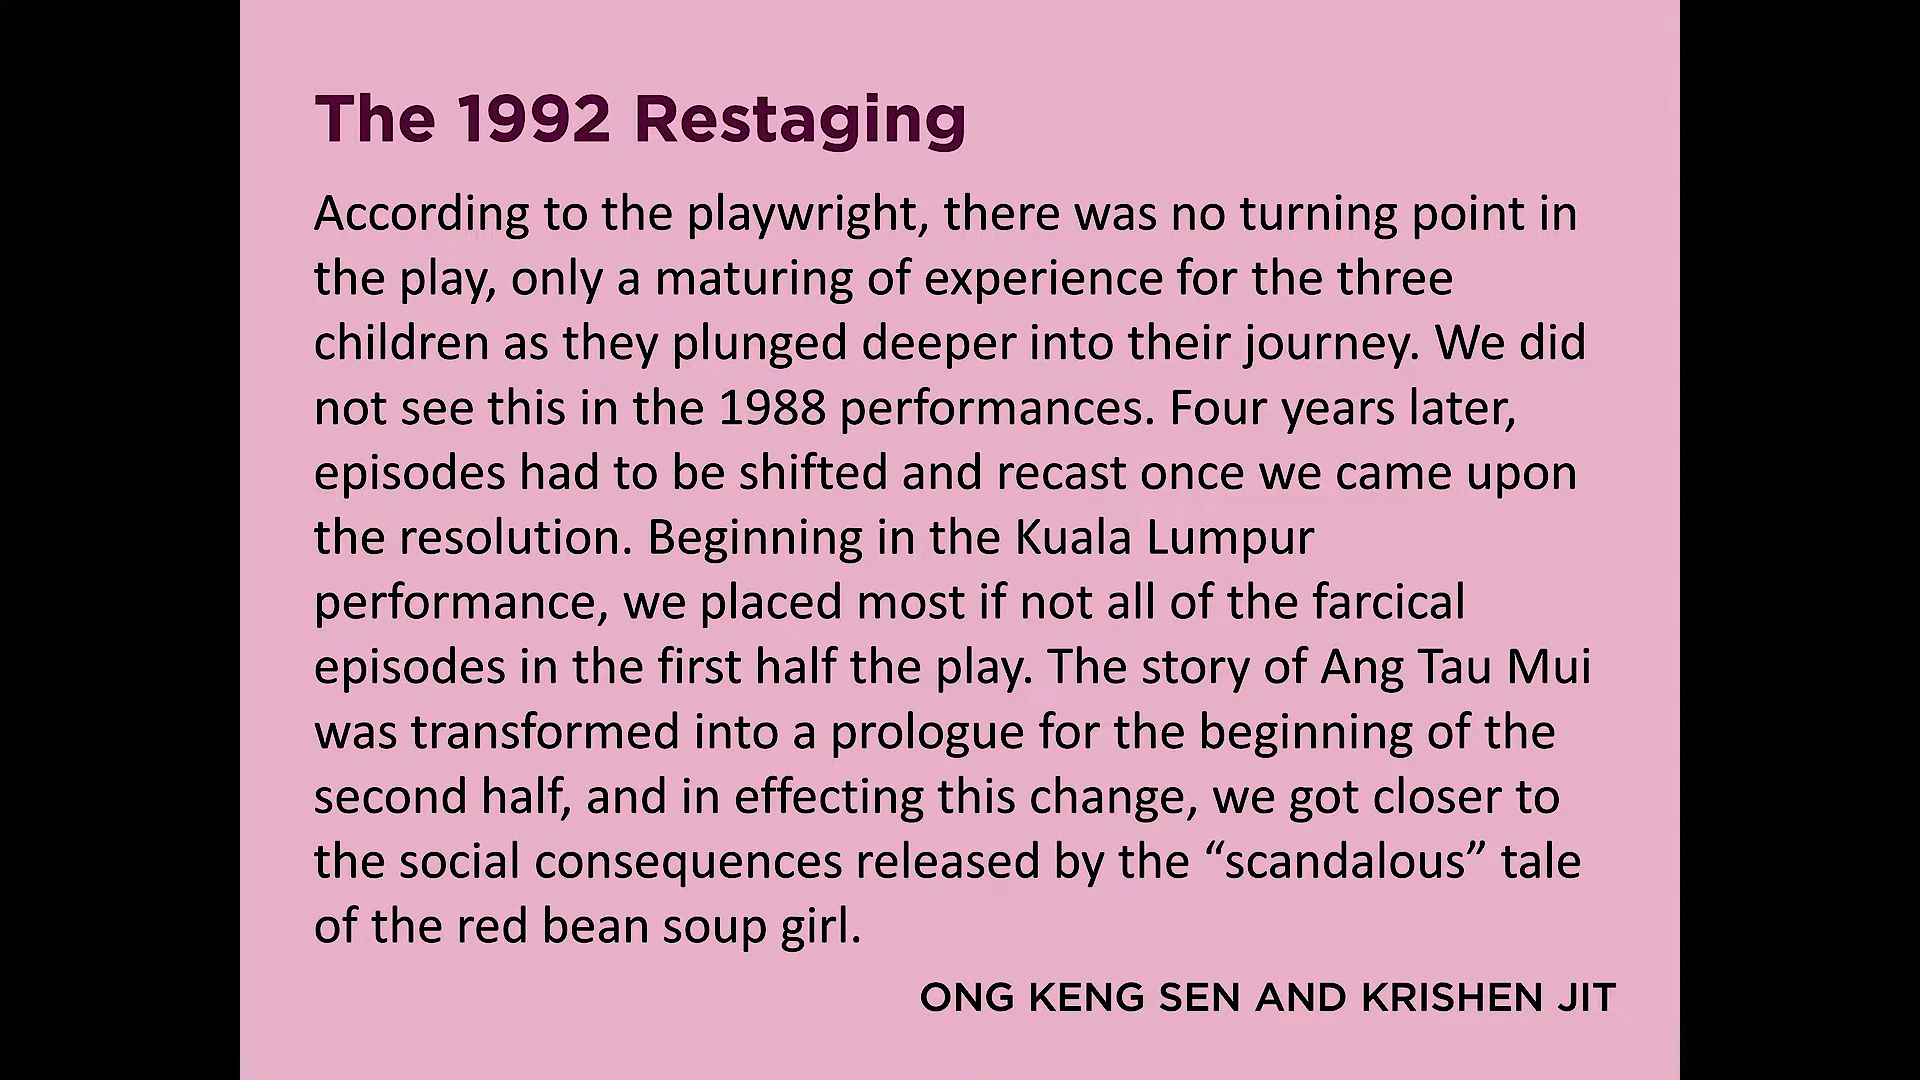 The 1992 Restaging
According to the playwright, there was no turning point in
the play, only a maturing of experience for the three
children as they plunged deeper into their journey. We did
not see this in the 1988 performances. Four years later,
episodes had to be shifted and recast once we came upon
the resolution. Beginning in the Kuala Lumpur
performance, we placed most if not all of the farcical
episodes in the first half the play. The story of Ang Tau Mui
was transformed into a prologue for the beginning of the
second half, and in effecting this change, we got closer to
the social consequences released by the “scandalous” tale
of the red bean soup girl.
ONG KENG SEN AND KRISHEN JIT